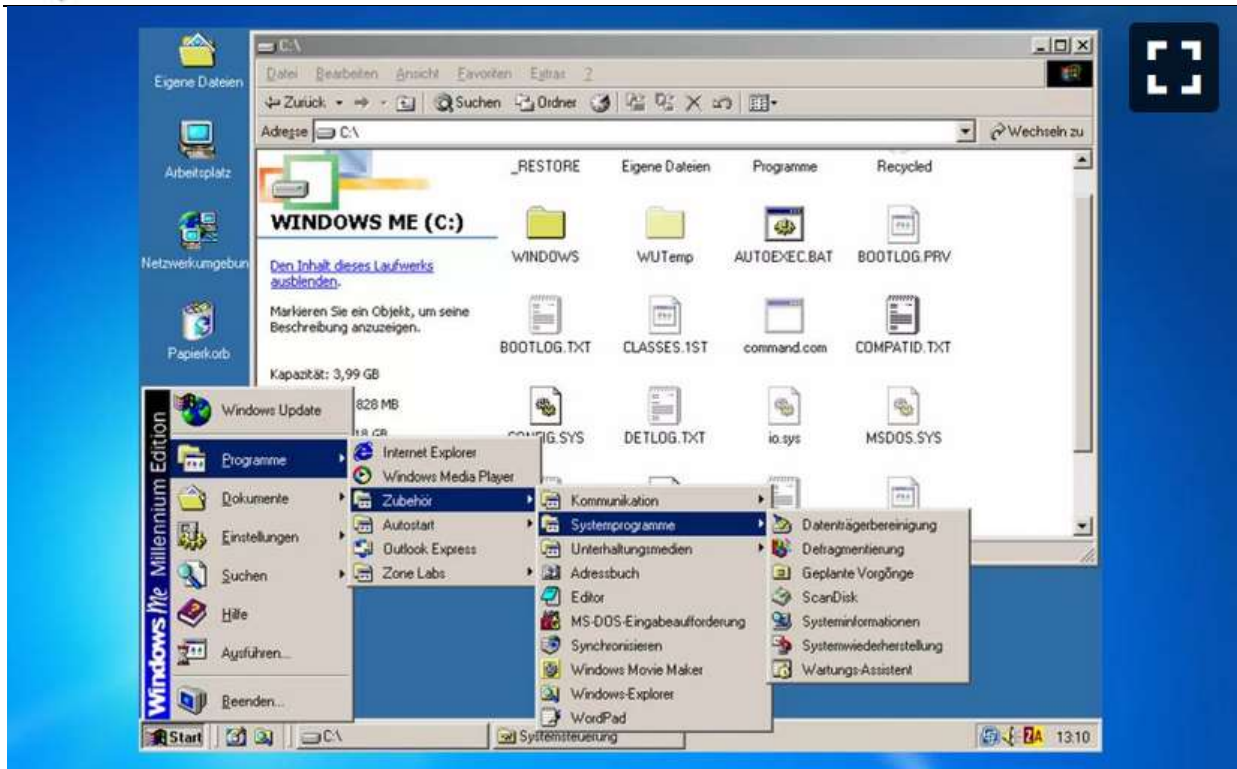 Eigene Dateien
Arbeitsplatz
Netzwerkumgebun
Papierkorb
C:\
Datei Bearbeiten Ansicht Favoriten Extras ?
Zurück Suchen Ordner
Adresse C:\ Wechseln zu
WINDOWS ME (C:)
Den Inhalt dieses Laufwerks
ausblenden.
Markieren Sie ein Objekt, um seine
Beschreibung anzuzeigen.
Kapazität: 3,99 GB
828 MB
18 GB
_RESTORE Eigene Dateien Programme Recycled
WINDOWS WUTemp AUTOEXEC.BAT BOOTLOG.PRV
BOOTLOG.TXT CLASSES.1ST command.com COMPATID.TXT
CONFIG.SYS DETLOG.TXT io.sys MSDOS.SYS
Windows Me Millennium Edition
Windows Update
Programme
Dokumente
Einstellungen
Suchen
Hilfe
Ausführen...
Beenden...
Internet Explorer
Windows Media Player
Zubehör
Autostart
Outlook Express
Zone Labs
Kommunikation
Systemprogramme
Unterhaltungsmedien
Adressbuch
Editor
MS-DOS-Eingabeaufforderung
Synchronisieren
Windows Movie Maker
Windows-Explorer
WordPad
Datenträgerbereinigung
Defragmentierung
Geplante Vorgänge
ScanDisk
Systeminformationen
Systemwiederherstellung
Wartungs-Assistent
Start C:\ Systemsteuerung ZA 13:10